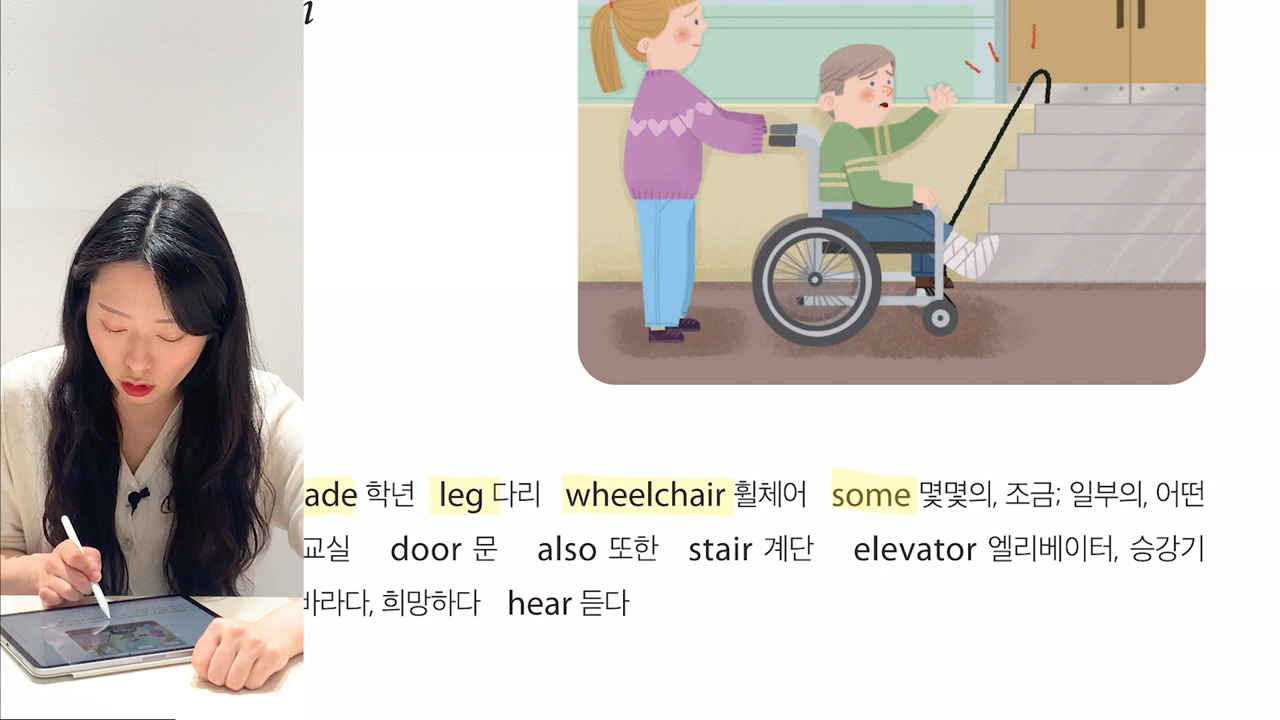 ade 학년 leg 다리 wheelchair 휠체어 some 몇몇의, 조금; 일부의, 어떤
교실 door 문 also 또한 stair 계단 elevator 엘리베이터, 승강기
바라다, 희망하다 hear 듣다